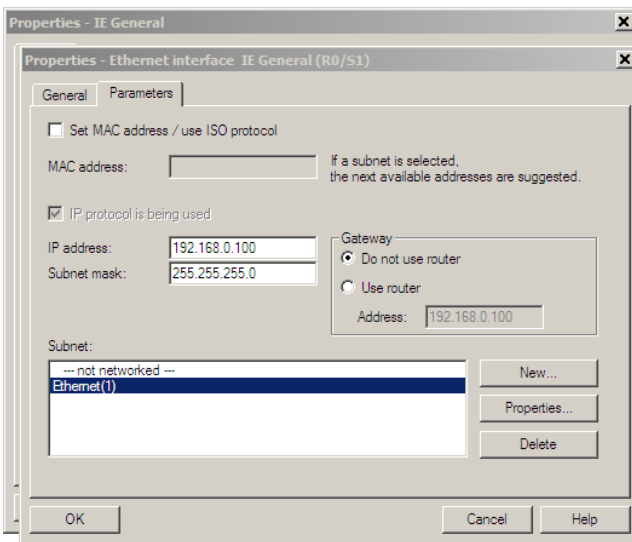 Properties - IE General
Properties - Ethernet interface IE General (R0/S1)
General Parameters
Set MAC address / use ISO protocol
MAC address:
If a subnet is selected,
the next available addresses are suggested.
IP protocol is being used
IP address: 192.168.0.100
Subnet mask: 255.255.255.0
Gateway
Do not use router
Use router
Address: 192.168.0.100
Subnet:
--- not networked ---
Ethernet(1)
New...
Properties...
Delete
OK Cancel Help